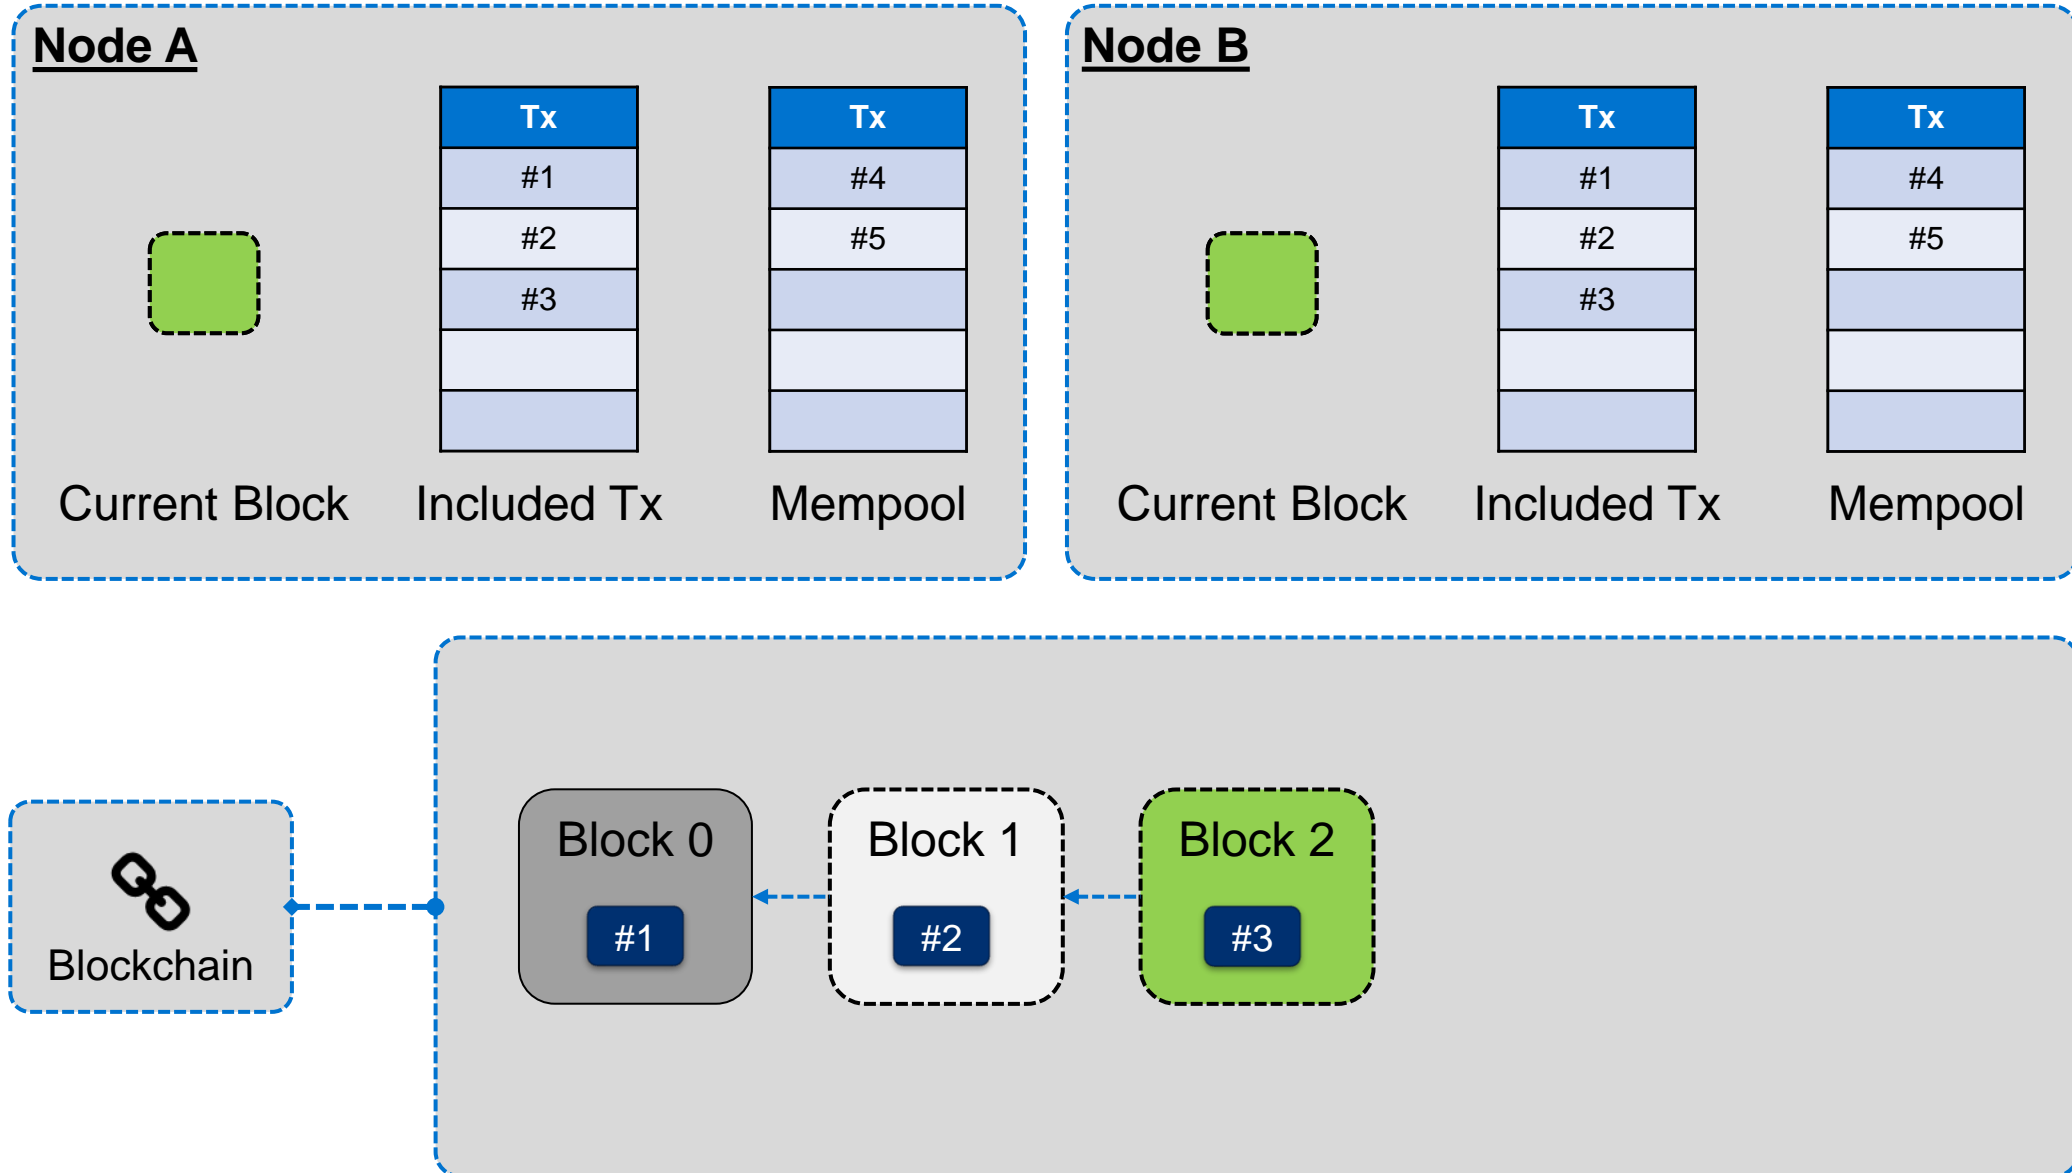 Node A
Tx
#1
#2
#3
Tx
#4
#5
Current Block
Included Tx
Mempool
Node B
Tx
#1
#2
#3
Tx
#4
#5
Current Block
Included Tx
Mempool
Blockchain
Block 0
#1
Block 1
#2
Block 2
#3